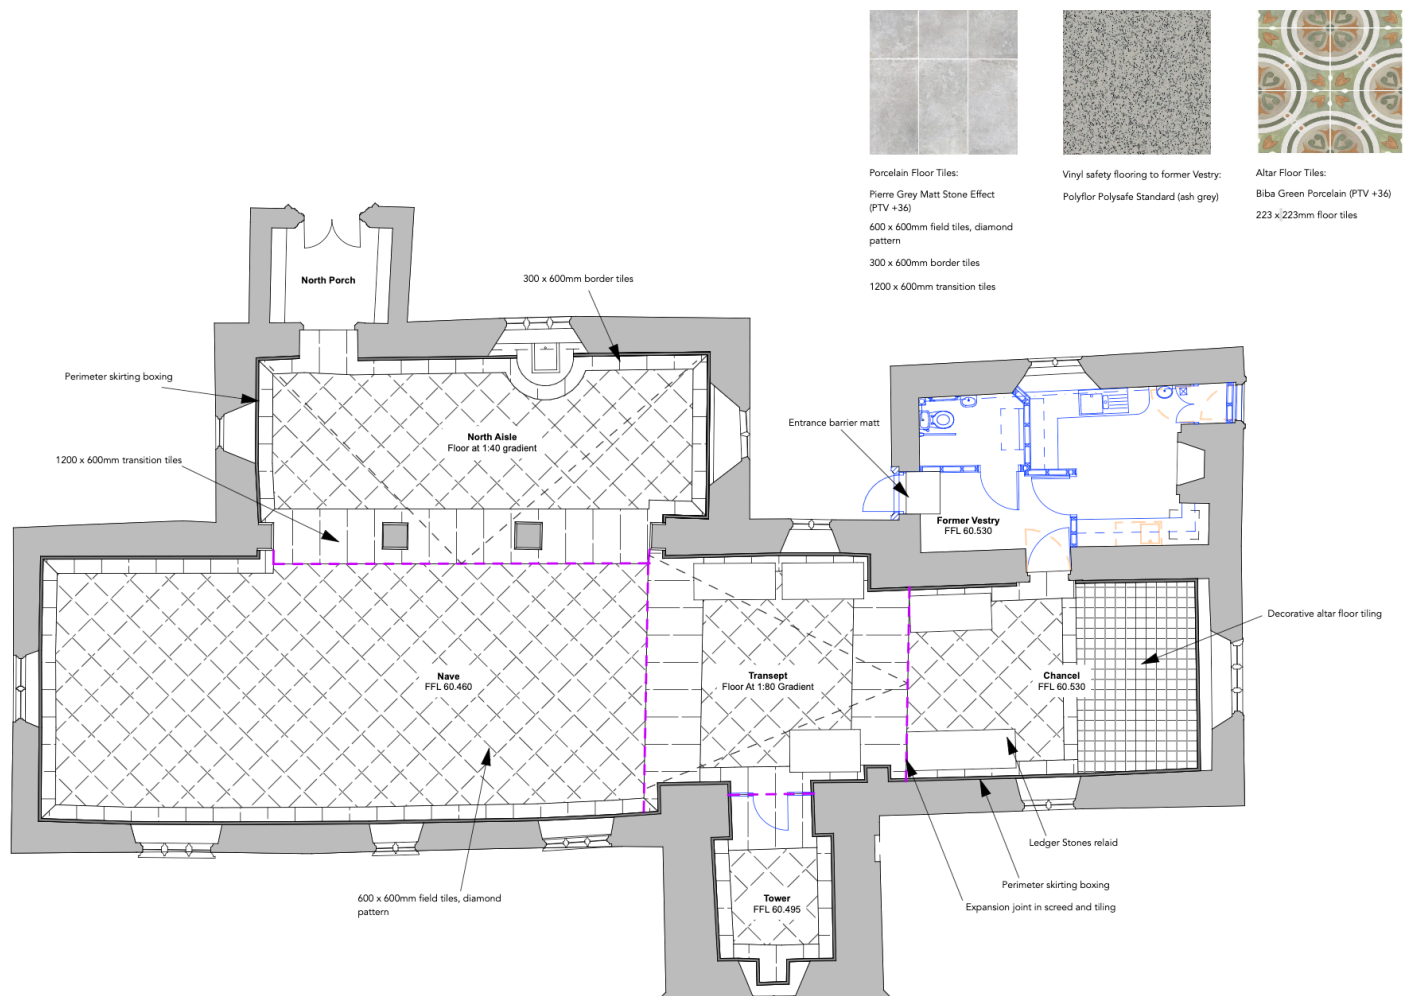 Porcelain Floor Tiles:
Pierre Grey Matt Stone Effect
(PTV +36)
600 x 600mm field tiles, diamond
pattern
300 x 600mm border tiles
1200 x 600mm transition tiles
Vinyl safety flooring to former Vestry:
Polyflor Polysafe Standard (ash grey)
Altar Floor Tiles:
Biba Green Porcelain (PTV +36)
223 x 223mm floor tiles
North Porch
300 x 600mm border tiles
Perimeter skirting boxing
North Aisle
Floor at 1:40 gradient
1200 x 600mm transition tiles
Entrance barrier matt
Former Vestry
FFL 60.530
Decorative altar floor tiling
Nave
FFL 60.460
Transept
Floor At 1:80 Gradient
Chancel
FFL 60.530
Ledger Stones relaid
Perimeter skirting boxing
Expansion joint in screed and tiling
600 x 600mm field tiles, diamond
pattern
Tower
FFL 60.495